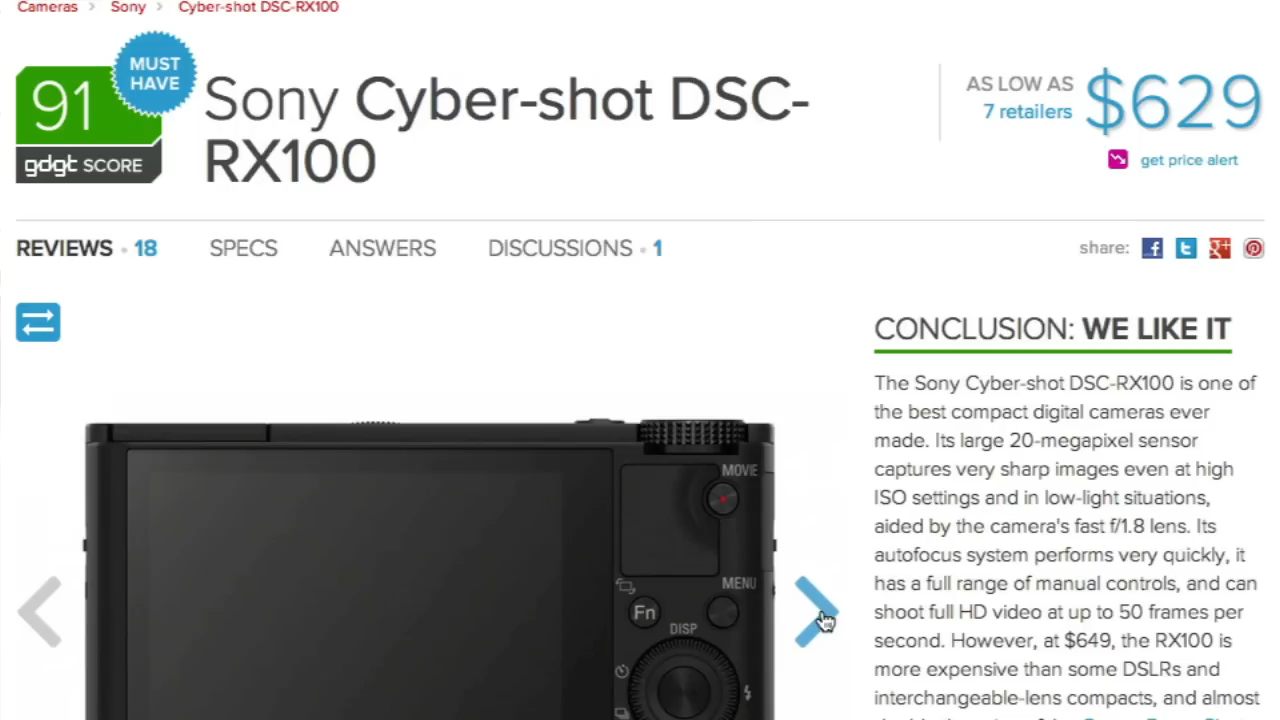 Cameras > Sony > Cyber-shot DSC-RX100
MUST
HAVE
91
gdgt SCORE
Sony Cyber-shot DSC-
RX100
AS LOW AS
7 retailers
$629
get price alert
REVIEWS • 18
SPECS
ANSWERS
DISCUSSIONS • 1
share:
CONCLUSION: WE LIKE IT
The Sony Cyber-shot DSC-RX100 is one of
the best compact digital cameras ever
made. Its large 20-megapixel sensor
captures very sharp images even at high
ISO settings and in low-light situations,
aided by the camera's fast f/1.8 lens. Its
autofocus system performs very quickly, it
has a full range of manual controls, and can
shoot full HD video at up to 50 frames per
second. However, at $649, the RX100 is
more expensive than some DSLRs and
interchangeable-lens compacts, and almost
MOVIE
MENU
Fn
DISP